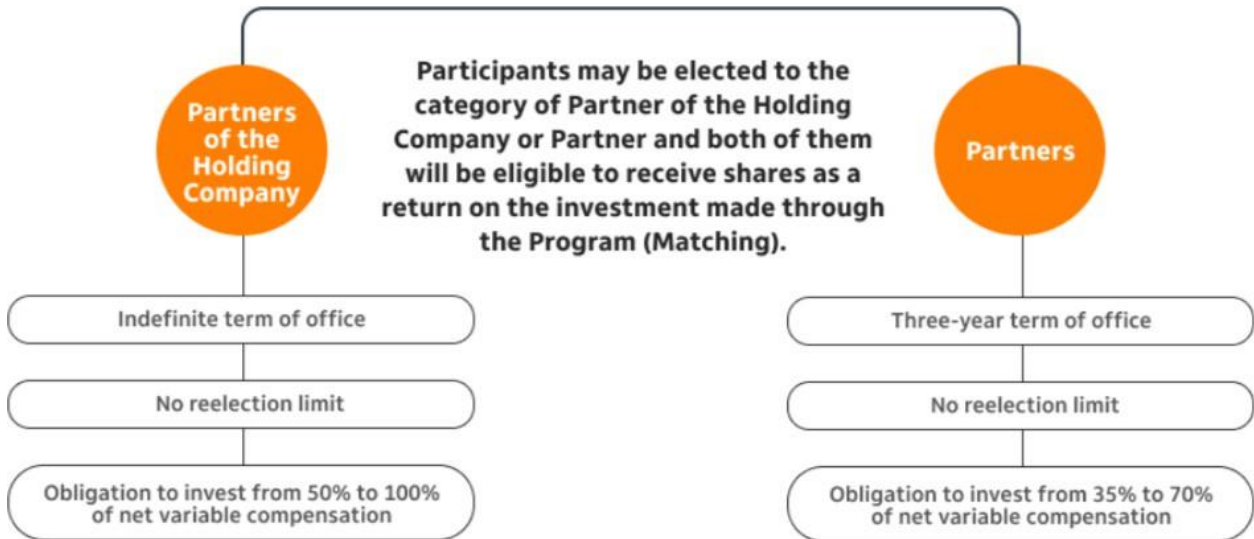 Partners
of the
Holding
Company
Participants may be elected to the
category of Partner of the Holding
Company or Partner and both of them
will be eligible to receive shares as a
return on the investment made through
the Program (Matching).
Partners
Indefinite term of office
No reelection limit
Obligation to invest from 50% to 100%
of net variable compensation
Three-year term of office
No reelection limit
Obligation to invest from 35% to 70%
of net variable compensation